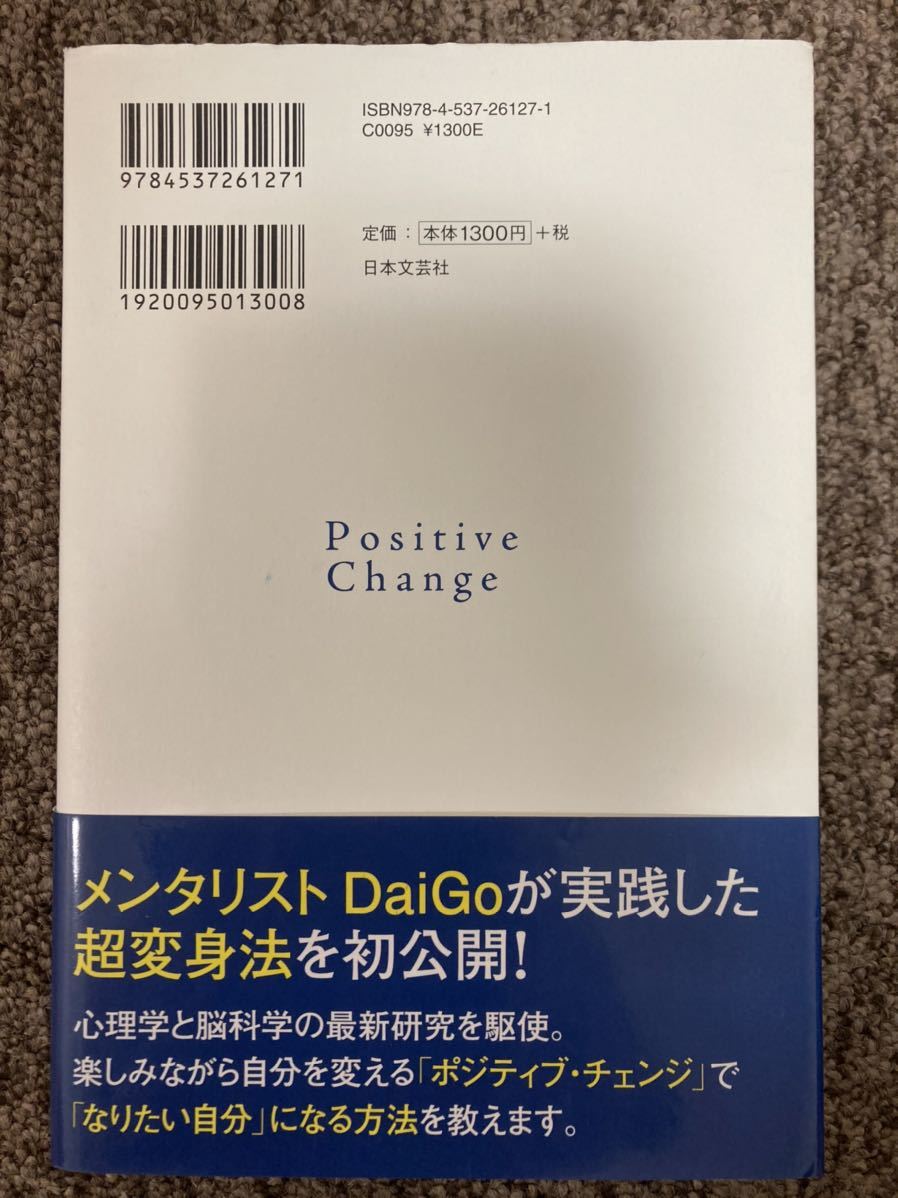 ISBN978-4-537-26127-1
C0095 ¥1300E
9784537261271
定価：本体1300円＋税
日本文芸社
1920095013008
Positive
Change
メンタリスト DaiGoが実践した
超変身法を初公開！
心理学と脳科学の最新研究を駆使。
楽しみながら自分を変える「ポジティブ・チェンジ」で
「なりたい自分」になる方法を教えます。